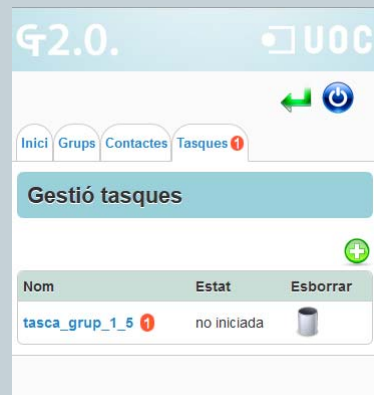 G2.0. UOC
Inici Grups Contactes Tasques 1
Gestió tasques
Nom Estat Esborrar
tasca_grup_1_5 1 no iniciada